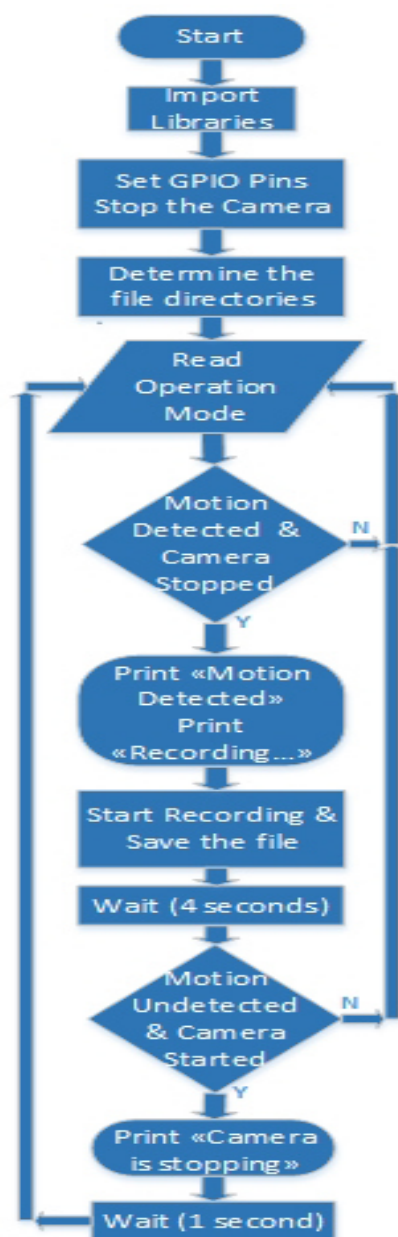 Start
Import
Libraries
Set GPIO Pins
Stop the Camera
Determine the
file directories
Read
Operation
Mode
Motion
Detected &
Camera
Stopped
N
Y
Print «Motion
Detected»
Print
«Recording...»
Start Recording &
Save the file
Wait (4 seconds)
Motion
Undetected
& Camera
Started
N
Y
Print «Camera
is stopping»
Wait (1 second)